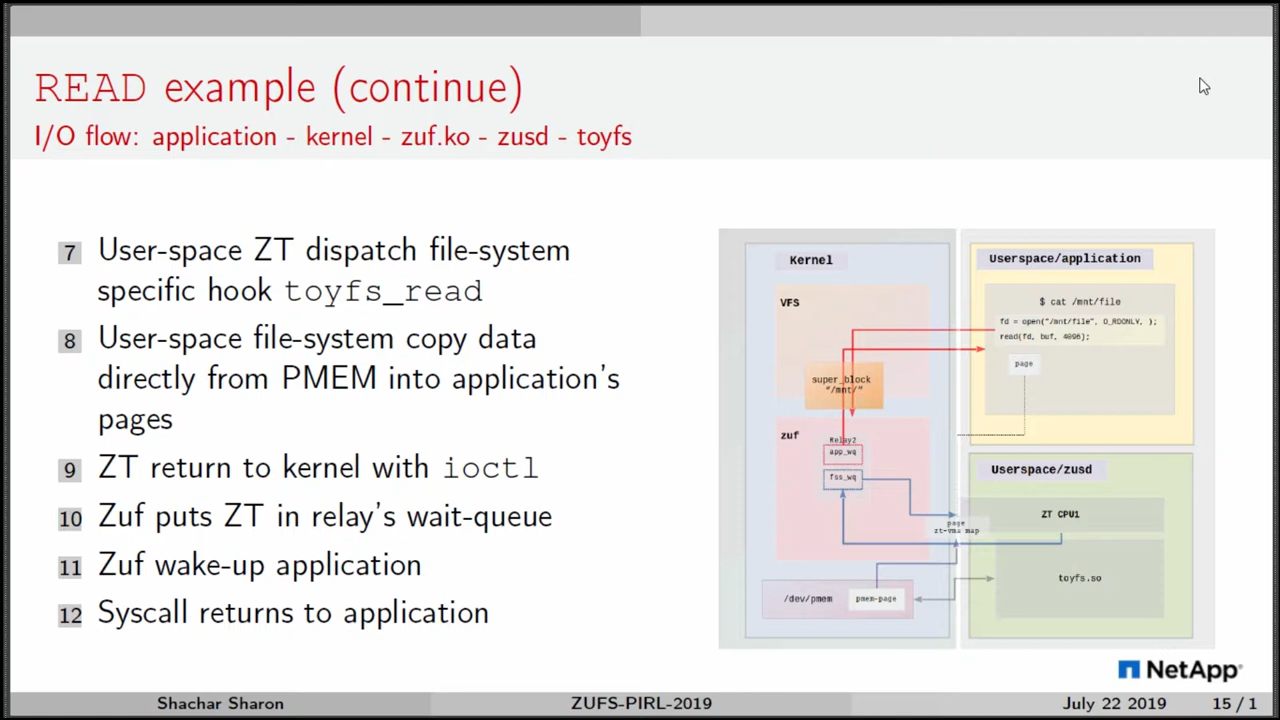 READ example (continue)
I/O flow: application - kernel - zuf.ko - zusd - toyfs
7 User-space ZT dispatch file-system
specific hook toyfs_read
8 User-space file-system copy data
directly from PMEM into application's
pages
9 ZT return to kernel with ioctl
10 Zuf puts ZT in relay's wait-queue
11 Zuf wake-up application
12 Syscall returns to application
Kernel
VFS
super_block
"/mnt/"
zuf
Relay2
app_wq
fss_wq
/dev/pmem
pmem-page
page
zt-vma map
Userspace/application
$ cat /mnt/file
fd = open("/mnt/file", O_RDONLY, );
read(fd, buf, 4096);
page
Userspace/zusd
ZT CPU1
toyfs.so
NetApp
Shachar Sharon
ZUFS-PIRL-2019
July 22 2019
15 / 1